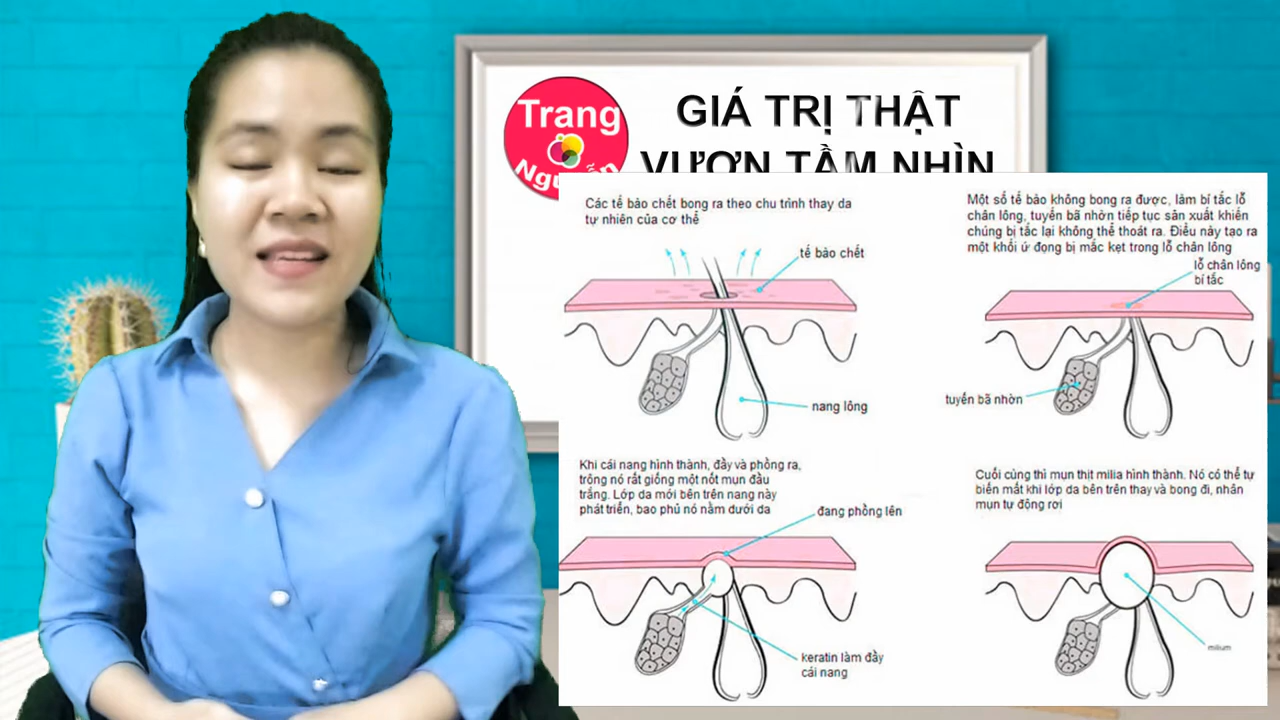 Trang
Nguyễn
GIÁ TRỊ THẬT
VƯƠN TẦM NHÌN
Các tế bào chết bong ra theo chu trình thay da
tự nhiên của cơ thể
tế bào chết
nang lông
Một số tế bào không bong ra được, làm bí tắc lỗ
chân lông, tuyến bã nhờn tiếp tục sản xuất khiến
chúng bị tắc lại không thể thoát ra. Điều này tạo ra
một khối ứ đọng bị mắc kẹt trong lỗ chân lông
lỗ chân lông
bí tắc
tuyến bã nhờn
Khi cái nang hình thành, đầy và phồng ra,
trông nó rất giống một nốt mụn đầu
trắng. Lớp da mới bên trên nang này
phát triển, bao phủ nó nằm dưới da
đang phồng lên
keratin làm đầy
cái nang
Cuối cùng thì mụn thịt milia hình thành. Nó có thể tự
biến mất khi lớp da bên trên thay và bong đi, nhân
mụn tự động rơi
milium